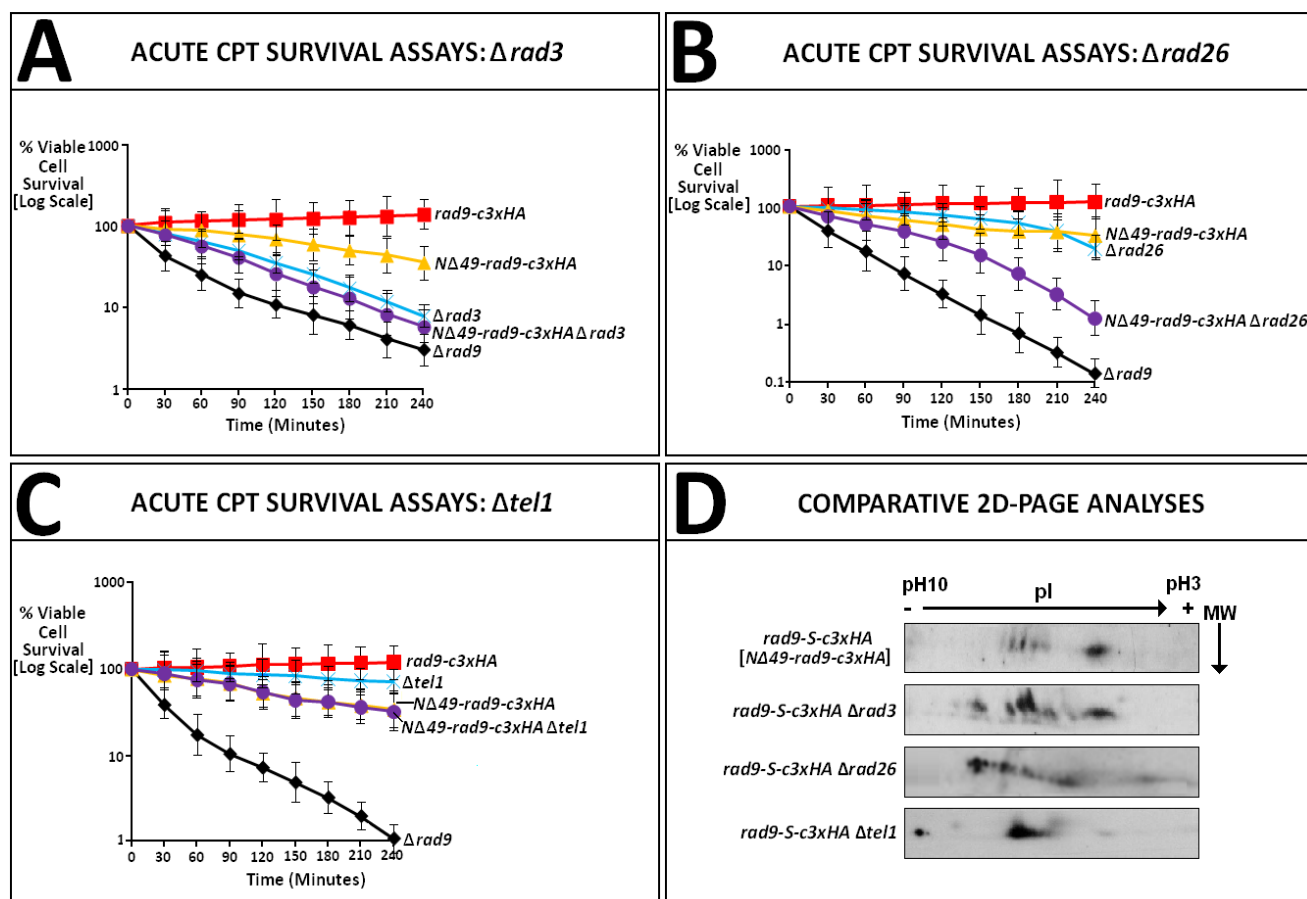 A
ACUTE CPT SURVIVAL ASSAYS: Δrad3
% Viable
Cell
Survival
[Log Scale]
1000
100
10
1
rad9-c3xHA
NΔ49-rad9-c3xHA
Δrad3
NΔ49-rad9-c3xHA Δrad3
Δrad9
0 30 60 90 120 150 180 210 240
Time (Minutes)
B
ACUTE CPT SURVIVAL ASSAYS: Δrad26
% Viable
Cell
Survival
[Log Scale]
1000
100
10
1
0.1
rad9-c3xHA
NΔ49-rad9-c3xHA
Δrad26
NΔ49-rad9-c3xHA Δrad26
Δrad9
0 30 60 90 120 150 180 210 240
Time (Minutes)
C
ACUTE CPT SURVIVAL ASSAYS: Δtel1
% Viable
Cell
Survival
[Log Scale]
1000
100
10
1
rad9-c3xHA
Δtel1
NΔ49-rad9-c3xHA
NΔ49-rad9-c3xHA Δtel1
Δrad9
0 30 60 90 120 150 180 210 240
Time (Minutes)
D
COMPARATIVE 2D-PAGE ANALYSES
pH10 pI pH3
- + MW
rad9-S-c3xHA
[NΔ49-rad9-c3xHA]
rad9-S-c3xHA Δrad3
rad9-S-c3xHA Δrad26
rad9-S-c3xHA Δtel1